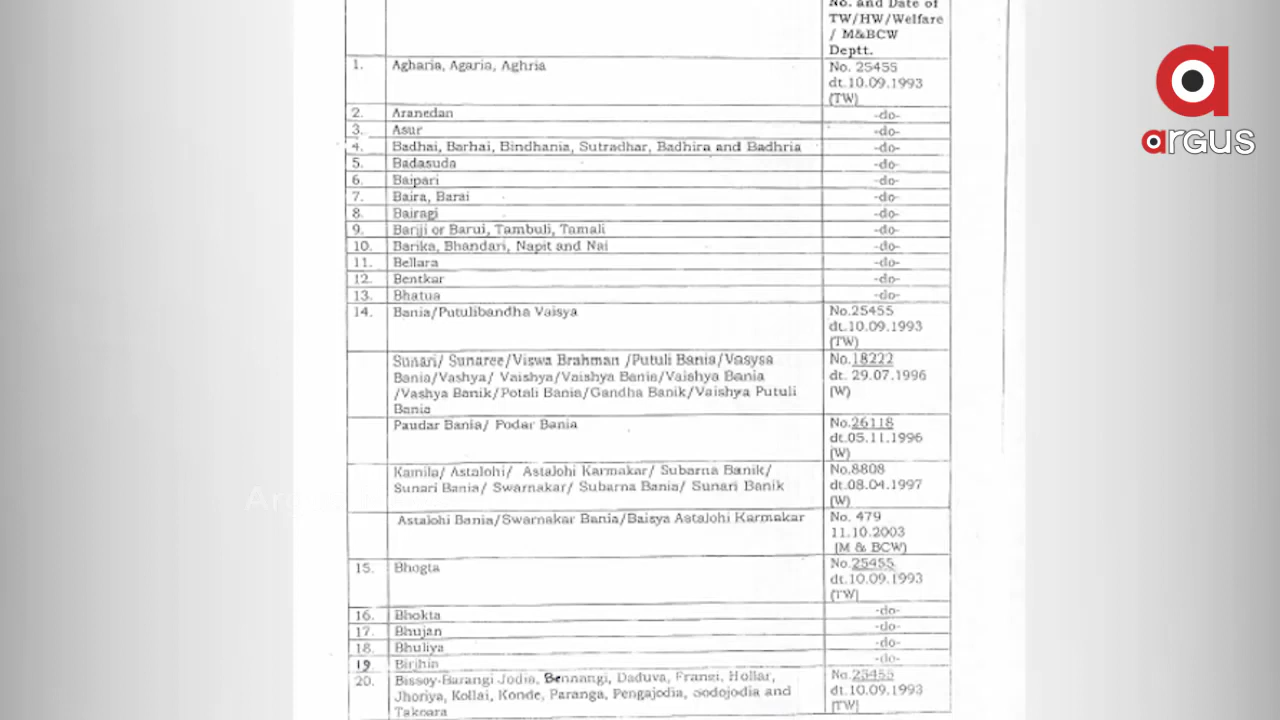 No. and Date of
TW/HW/Welfare
/ M&BCW
Deptt.
1. Agharia, Agaria, Aghria No. 25455
dt.10.09.1993
(TW)
2. Aranedan -do-
3. Asur -do-
4. Badhai, Barhai, Bindhania, Sutradhar, Badhira and Badhria -do-
5. Badasuda -do-
6. Baipari -do-
7. Baira, Barai -do-
8. Bairagi -do-
9. Bariji or Barui, Tambuli, Tamali -do-
10. Barika, Bhandari, Napit and Nai -do-
11. Bellara -do-
12. Bentkar -do-
13. Bhatua -do-
14. Bania/Putulibandha Vaisya No.25455
dt.10.09.1993
(TW)
Sunari/ Sunaree/Viswa Brahman /Putuli Bania/Vasysa No.18222
Bania/Vashya/ Vaishya/Vaishya Banie/Vaishya Bania dt. 29.07.1996
/Vashya Banik/Potali Bania/Gandha Banik/Vaishya Putuli (W)
Bania
Paudar Bania/ Podar Bania No.26118
dt.05.11.1996
(W)
Kamila/ Astalohi/ Astalohi Karmakar/ Subarna Banik/ No.8808
Sunari Bania/ Swarnakar/ Subarna Bania/ Sunari Banik dt.08.04.1997
(W)
Astalohi Bania/Swarnakar Bania/Baisya Astalohi Karmakar No. 479
11.10.2003
(M & BCW)
15. Bhogta No.25455
dt.10.09.1993
(TW)
16. Bhokta -do-
17. Bhujan -do-
18. Bhuliya -do-
19 Birjhin -do-
20. Bissoy-Barangi Jodia, Bennangi, Daduva, Frangi, Hollar, No.25455
Jhoriya, Kollai, Konde, Paranga, Pengajodia, Sodojodia and dt.10.09.1993
Takoara (TW)
argus